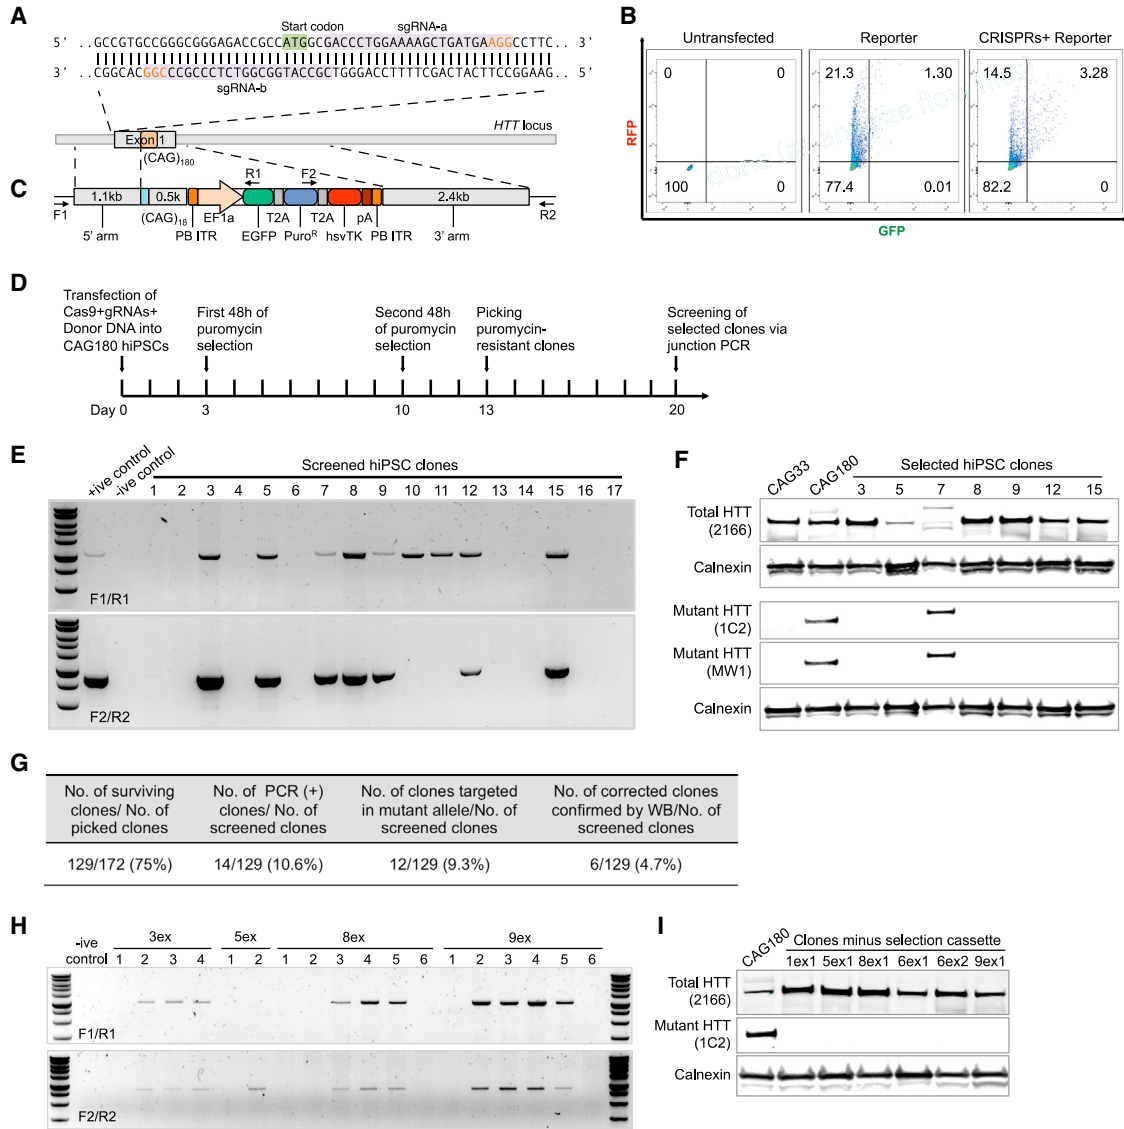 A
Start codon
sgRNA-a
5' ..GCCGTGCCGGGCGGGAGACCGCCATGGCGACCCTGGAAAAGCTGATGAAGGCCTTC.. 3'
3' ..CGGCACGGCCCGCCCTCTGGCGGTACCGCTGGGACCTTTTCGACTACTTCCGGAAG.. 5'
sgRNA-b
HTT locus
Exon 1
(CAG)180
C
R1
F2
1.1kb
0.5k
2.4kb
F1
R2
(CAG)18
EF1a
T2A
T2A
pA
5' arm
PB ITR
EGFP
PuroR
hsvTK
PB ITR
3' arm
B
Untransfected
Reporter
CRISPRs+ Reporter
0
0
21.3
1.30
14.5
3.28
RFP
100
0
77.4
0.01
82.2
0
GFP
D
Transfection of
Cas9+gRNAs+
Donor DNA into
CAG180 hiPSCs
First 48h of
puromycin
selection
Second 48h
of puromycin
selection
Picking
puromycin-
resistant clones
Screening of
selected clones via
junction PCR
Day 0
3
10
13
20
E
+ive control
-ive control
Screened hiPSC clones
1 2 3 4 5 6 7 8 9 10 11 12 13 14 15 16 17
F1/R1
F2/R2
F
CAG33
CAG180
Selected hiPSC clones
3 5 7 8 9 12 15
Total HTT
(2166)
Calnexin
Mutant HTT
(1C2)
Mutant HTT
(MW1)
Calnexin
G
No. of surviving
clones/ No. of
picked clones
No. of PCR (+)
clones/ No. of
screened clones
No. of clones targeted
in mutant allele/No. of
screened clones
No. of corrected clones
confirmed by WB/No. of
screened clones
129/172 (75%)
14/129 (10.6%)
12/129 (9.3%)
6/129 (4.7%)
H
-ive
control
3ex
5ex
8ex
9ex
1 2 3 4 1 2 1 2 3 4 5 6 1 2 3 4 5 6
F1/R1
F2/R2
I
CAG180
Clones minus selection cassette
1ex1 5ex1 8ex1 6ex1 6ex2 9ex1
Total HTT
(2166)
Mutant HTT
(1C2)
Calnexin